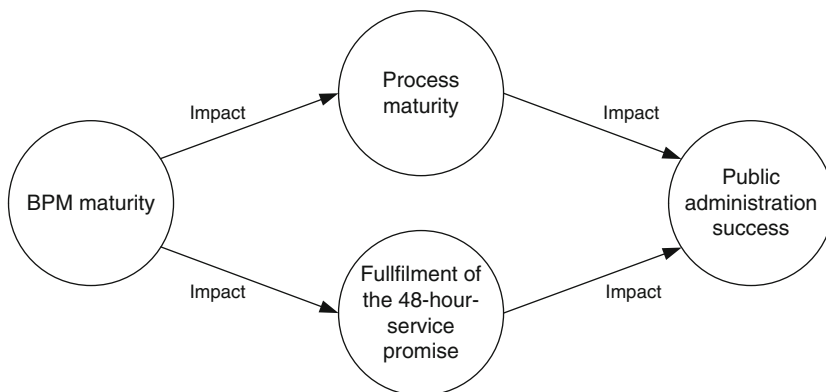 Process
maturity
Impact
Impact
BPM maturity
Public
administration
success
Impact
Fullfilment of
the 48-hour-
service
promise
Impact